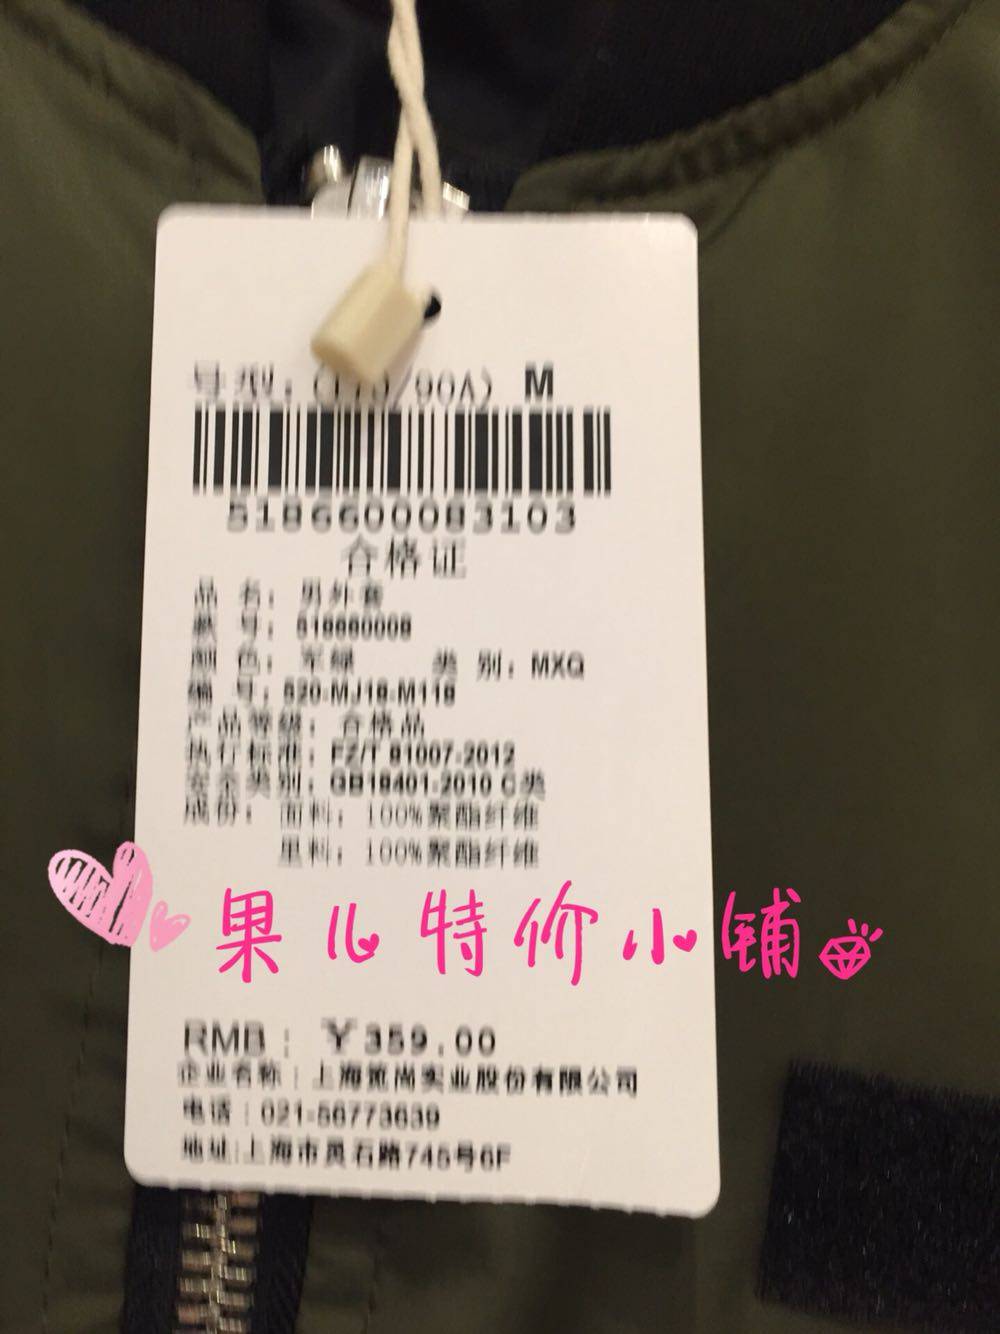 号型：(170/90A) M
5186600083103
合格证
品 名：男外套
款 号：518660008
颜 色：军绿 类 别：MXQ
编 号：520-MJ16-M118
产品等级：合格品
执行标准：FZ/T 81007-2012
安全类别：GB18401-2010 C类
成份：面料：100%聚酯纤维
里料：100%聚酯纤维
果儿特价小铺
RMB：￥359.00
企业名称：上海篼尚实业股份有限公司
电话：021-56773639
地址:上海市灵石路745号6F